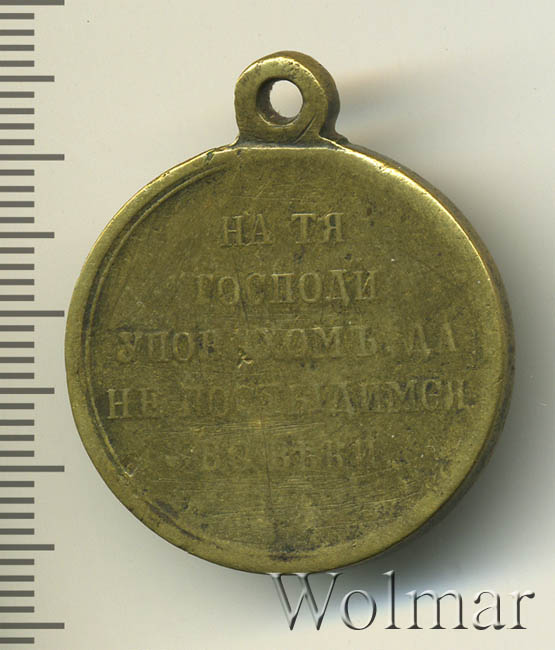 НА ТЯ
ГОСПОДИ
УПОВАХОМЪ, ДА
НЕ ПОСТЫДИМСЯ
ВО ВѢКИ
Wolmar